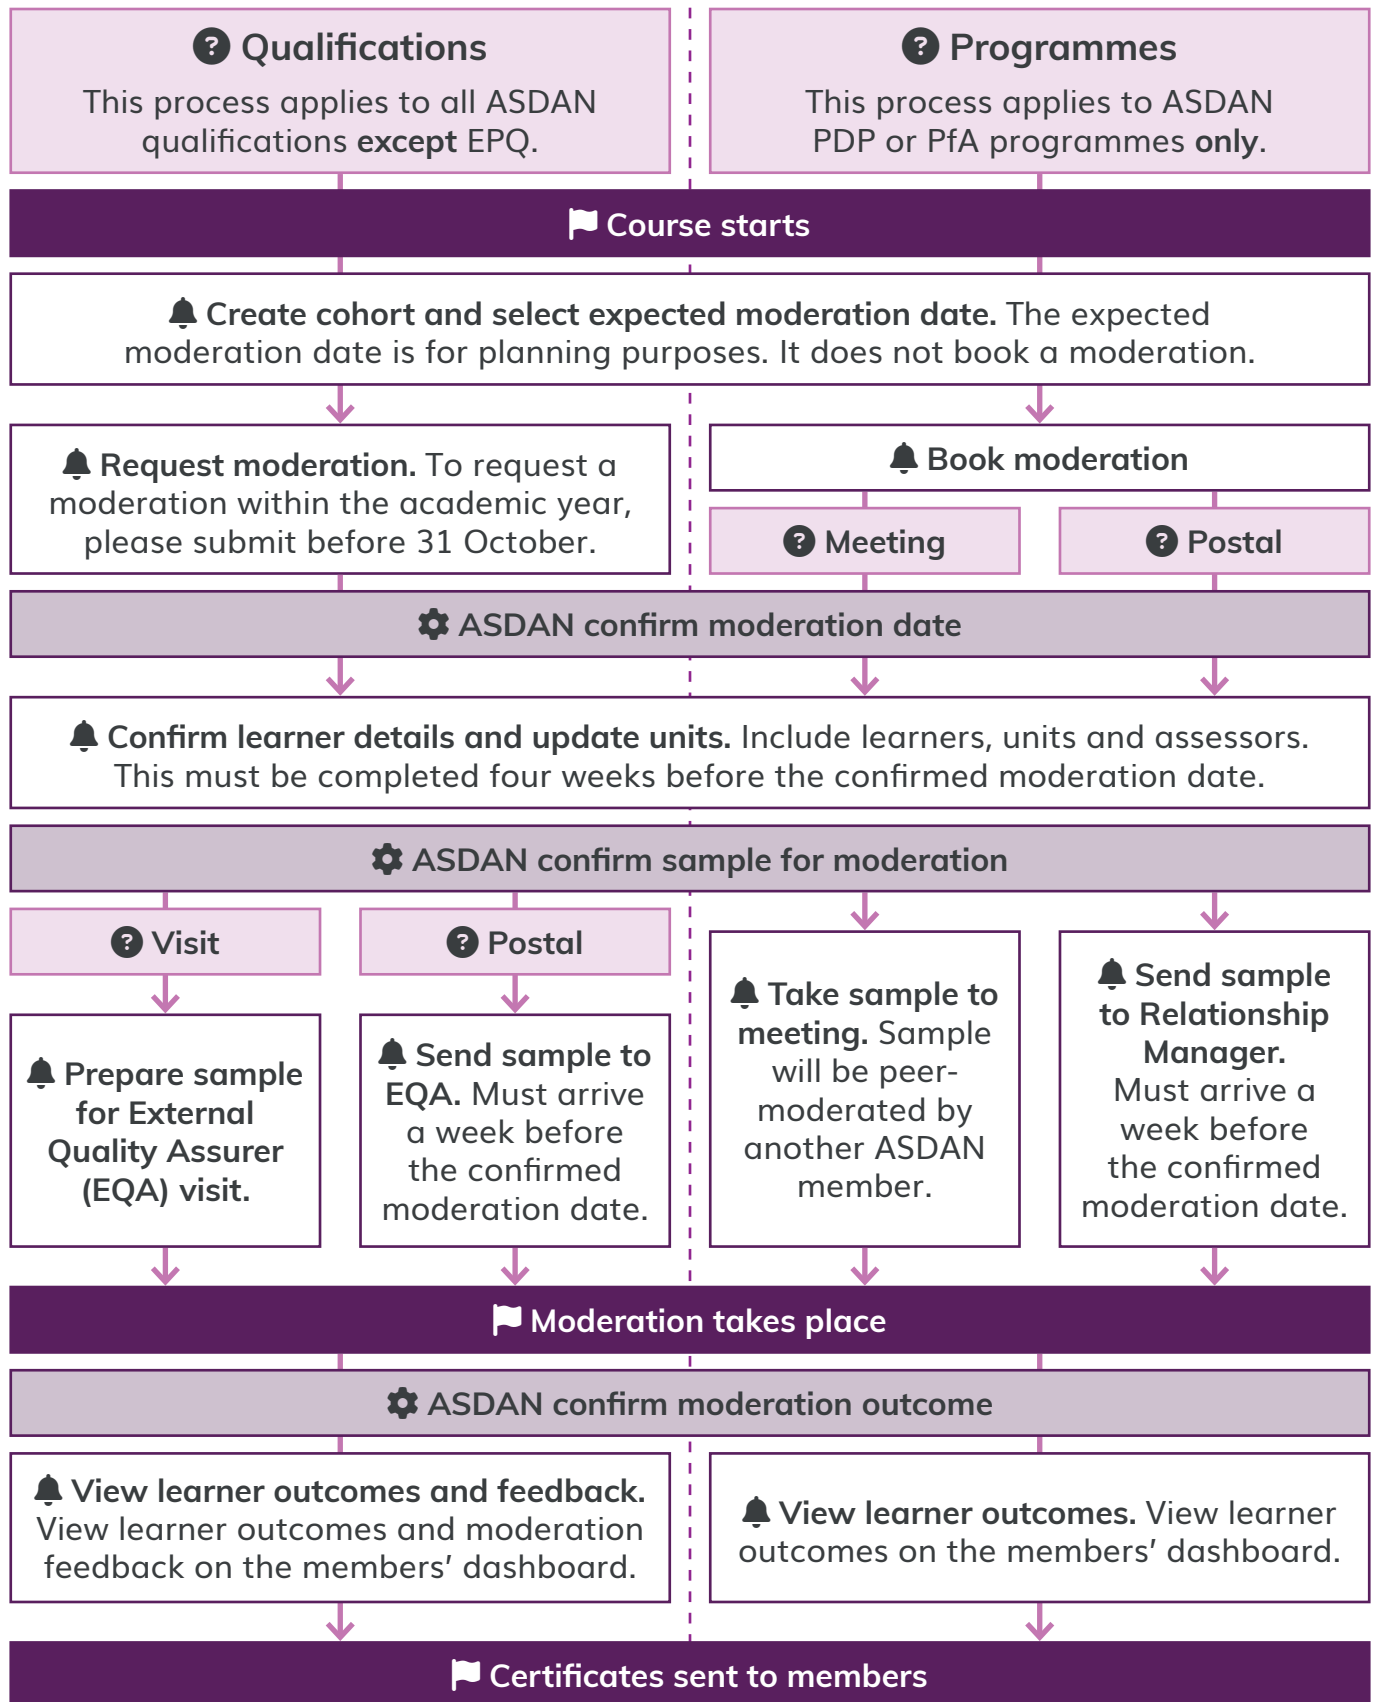 Qualifications
This process applies to all ASDAN
qualifications except EPQ.
Programmes
This process applies to ASDAN
PDP or PfA programmes only.
Course starts
Create cohort and select expected moderation date. The expected
moderation date is for planning purposes. It does not book a moderation.
Request moderation. To request a
moderation within the academic year,
please submit before 31 October.
Book moderation
Meeting
Postal
ASDAN confirm moderation date
Confirm learner details and update units. Include learners, units and assessors.
This must be completed four weeks before the confirmed moderation date.
ASDAN confirm sample for moderation
Visit
Prepare sample
for External
Quality Assurer
(EQA) visit.
Postal
Send sample to
EQA. Must arrive
a week before
the confirmed
moderation date.
Take sample to
meeting. Sample
will be peer-
moderated by
another ASDAN
member.
Send sample
to Relationship
Manager.
Must arrive a
week before
the confirmed
moderation date.
Moderation takes place
ASDAN confirm moderation outcome
View learner outcomes and feedback.
View learner outcomes and moderation
feedback on the members’ dashboard.
View learner outcomes. View learner
outcomes on the members’ dashboard.
Certificates sent to members